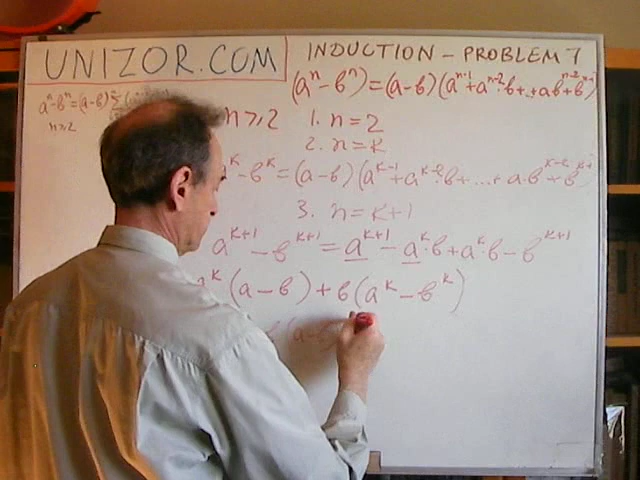 UNIZOR.COM
INDUCTION – PROBLEM 7
(aⁿ-bⁿ)=(a-b)(aⁿ⁻¹+aⁿ⁻²·b+...+abⁿ⁻²+bⁿ⁻¹)
aⁿ-bⁿ=(a-b)
n≥2
n≥2
1. n=2
2. n=k
ᵏ-bᵏ=(a-b)(aᵏ⁻¹+aᵏ⁻²·b+...+a·bᵏ⁻²+bᵏ⁻¹)
3. n=k+1
aᵏ⁺¹-bᵏ⁺¹=aᵏ⁺¹-aᵏ·b+aᵏ·b-bᵏ⁺¹
aᵏ(a-b)+b(aᵏ-bᵏ)